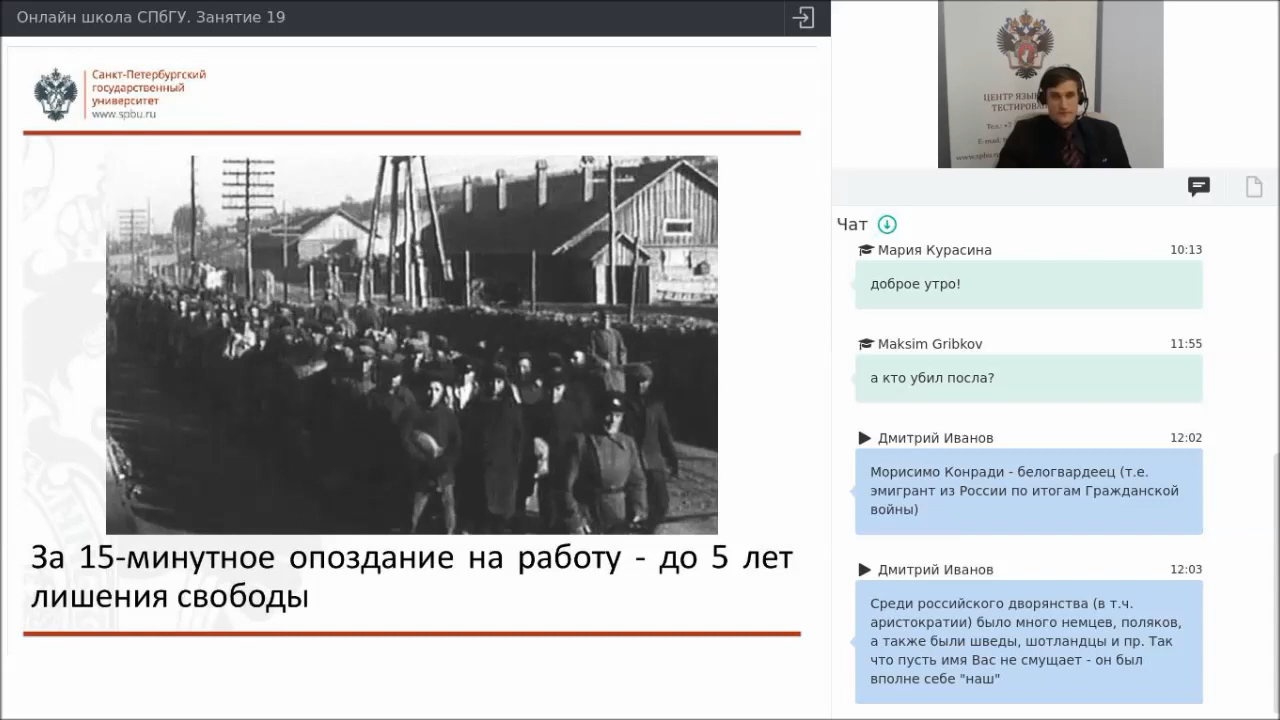 Онлайн школа СПбГУ. Занятие 19
Санкт-Петербургский
государственный
университет
www.spbu.ru
За 15-минутное опоздание на работу - до 5 лет
лишения свободы
ЦЕНТР
Тел.:
E-mail:
Чат
Мария Курасина 10:13
доброе утро!
Maksim Gribkov 11:55
а кто убил посла?
Дмитрий Иванов 12:02
Морисимо Конради - белогвардеец (т.е.
эмигрант из России по итогам Гражданской
войны)
Дмитрий Иванов 12:03
Среди российского дворянства (в т.ч.
аристократии) было много немцев, поляков,
а также были шведы, шотландцы и пр. Так
что пусть имя Вас не смущает - он был
вполне себе "наш"